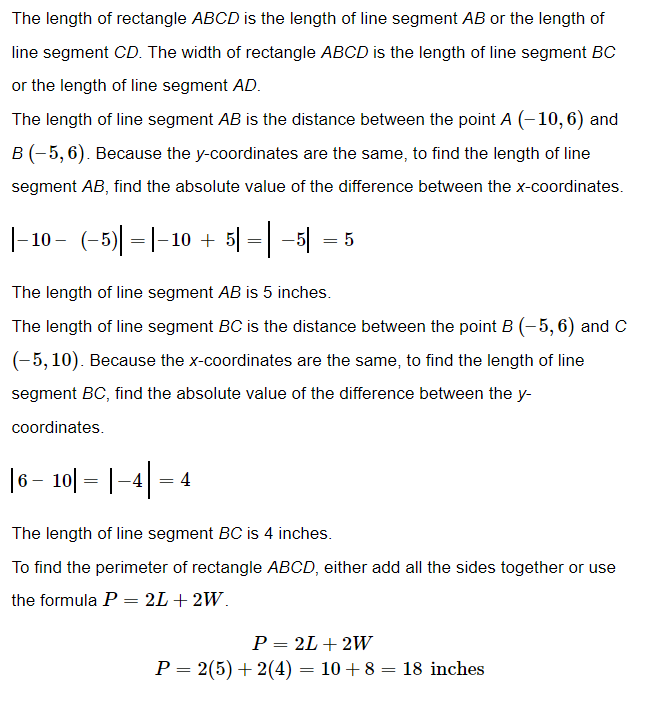 The length of rectangle ABCD is the length of line segment AB or the length of
line segment CD. The width of rectangle ABCD is the length of line segment BC
or the length of line segment AD.
The length of line segment AB is the distance between the point A (−10, 6) and
B (−5, 6). Because the y-coordinates are the same, to find the length of line
segment AB, find the absolute value of the difference between the x-coordinates.
|−10 − (−5)| = |−10 + 5| = | −5| = 5
The length of line segment AB is 5 inches.
The length of line segment BC is the distance between the point B (−5, 6) and C
(−5, 10). Because the x-coordinates are the same, to find the length of line
segment BC, find the absolute value of the difference between the y-
coordinates.
|6 − 10| = |−4| = 4
The length of line segment BC is 4 inches.
To find the perimeter of rectangle ABCD, either add all the sides together or use
the formula P = 2L + 2W.
P = 2L + 2W
P = 2(5) + 2(4) = 10 + 8 = 18 inches